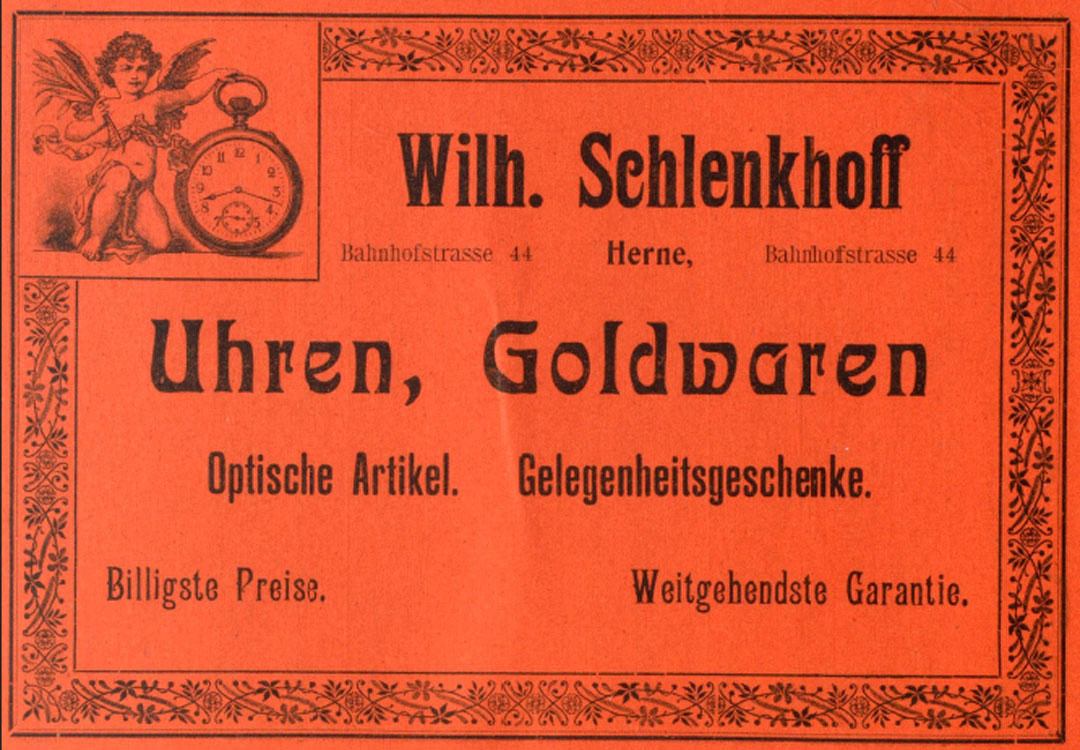 Wilh. Schlenkhoff
Bahnhofstrasse 44 Herne, Bahnhofstrasse 44
Uhren, Goldwaren
Optische Artikel. Gelegenheitsgeschenke.
Billigste Preise. Weitgehendste Garantie.